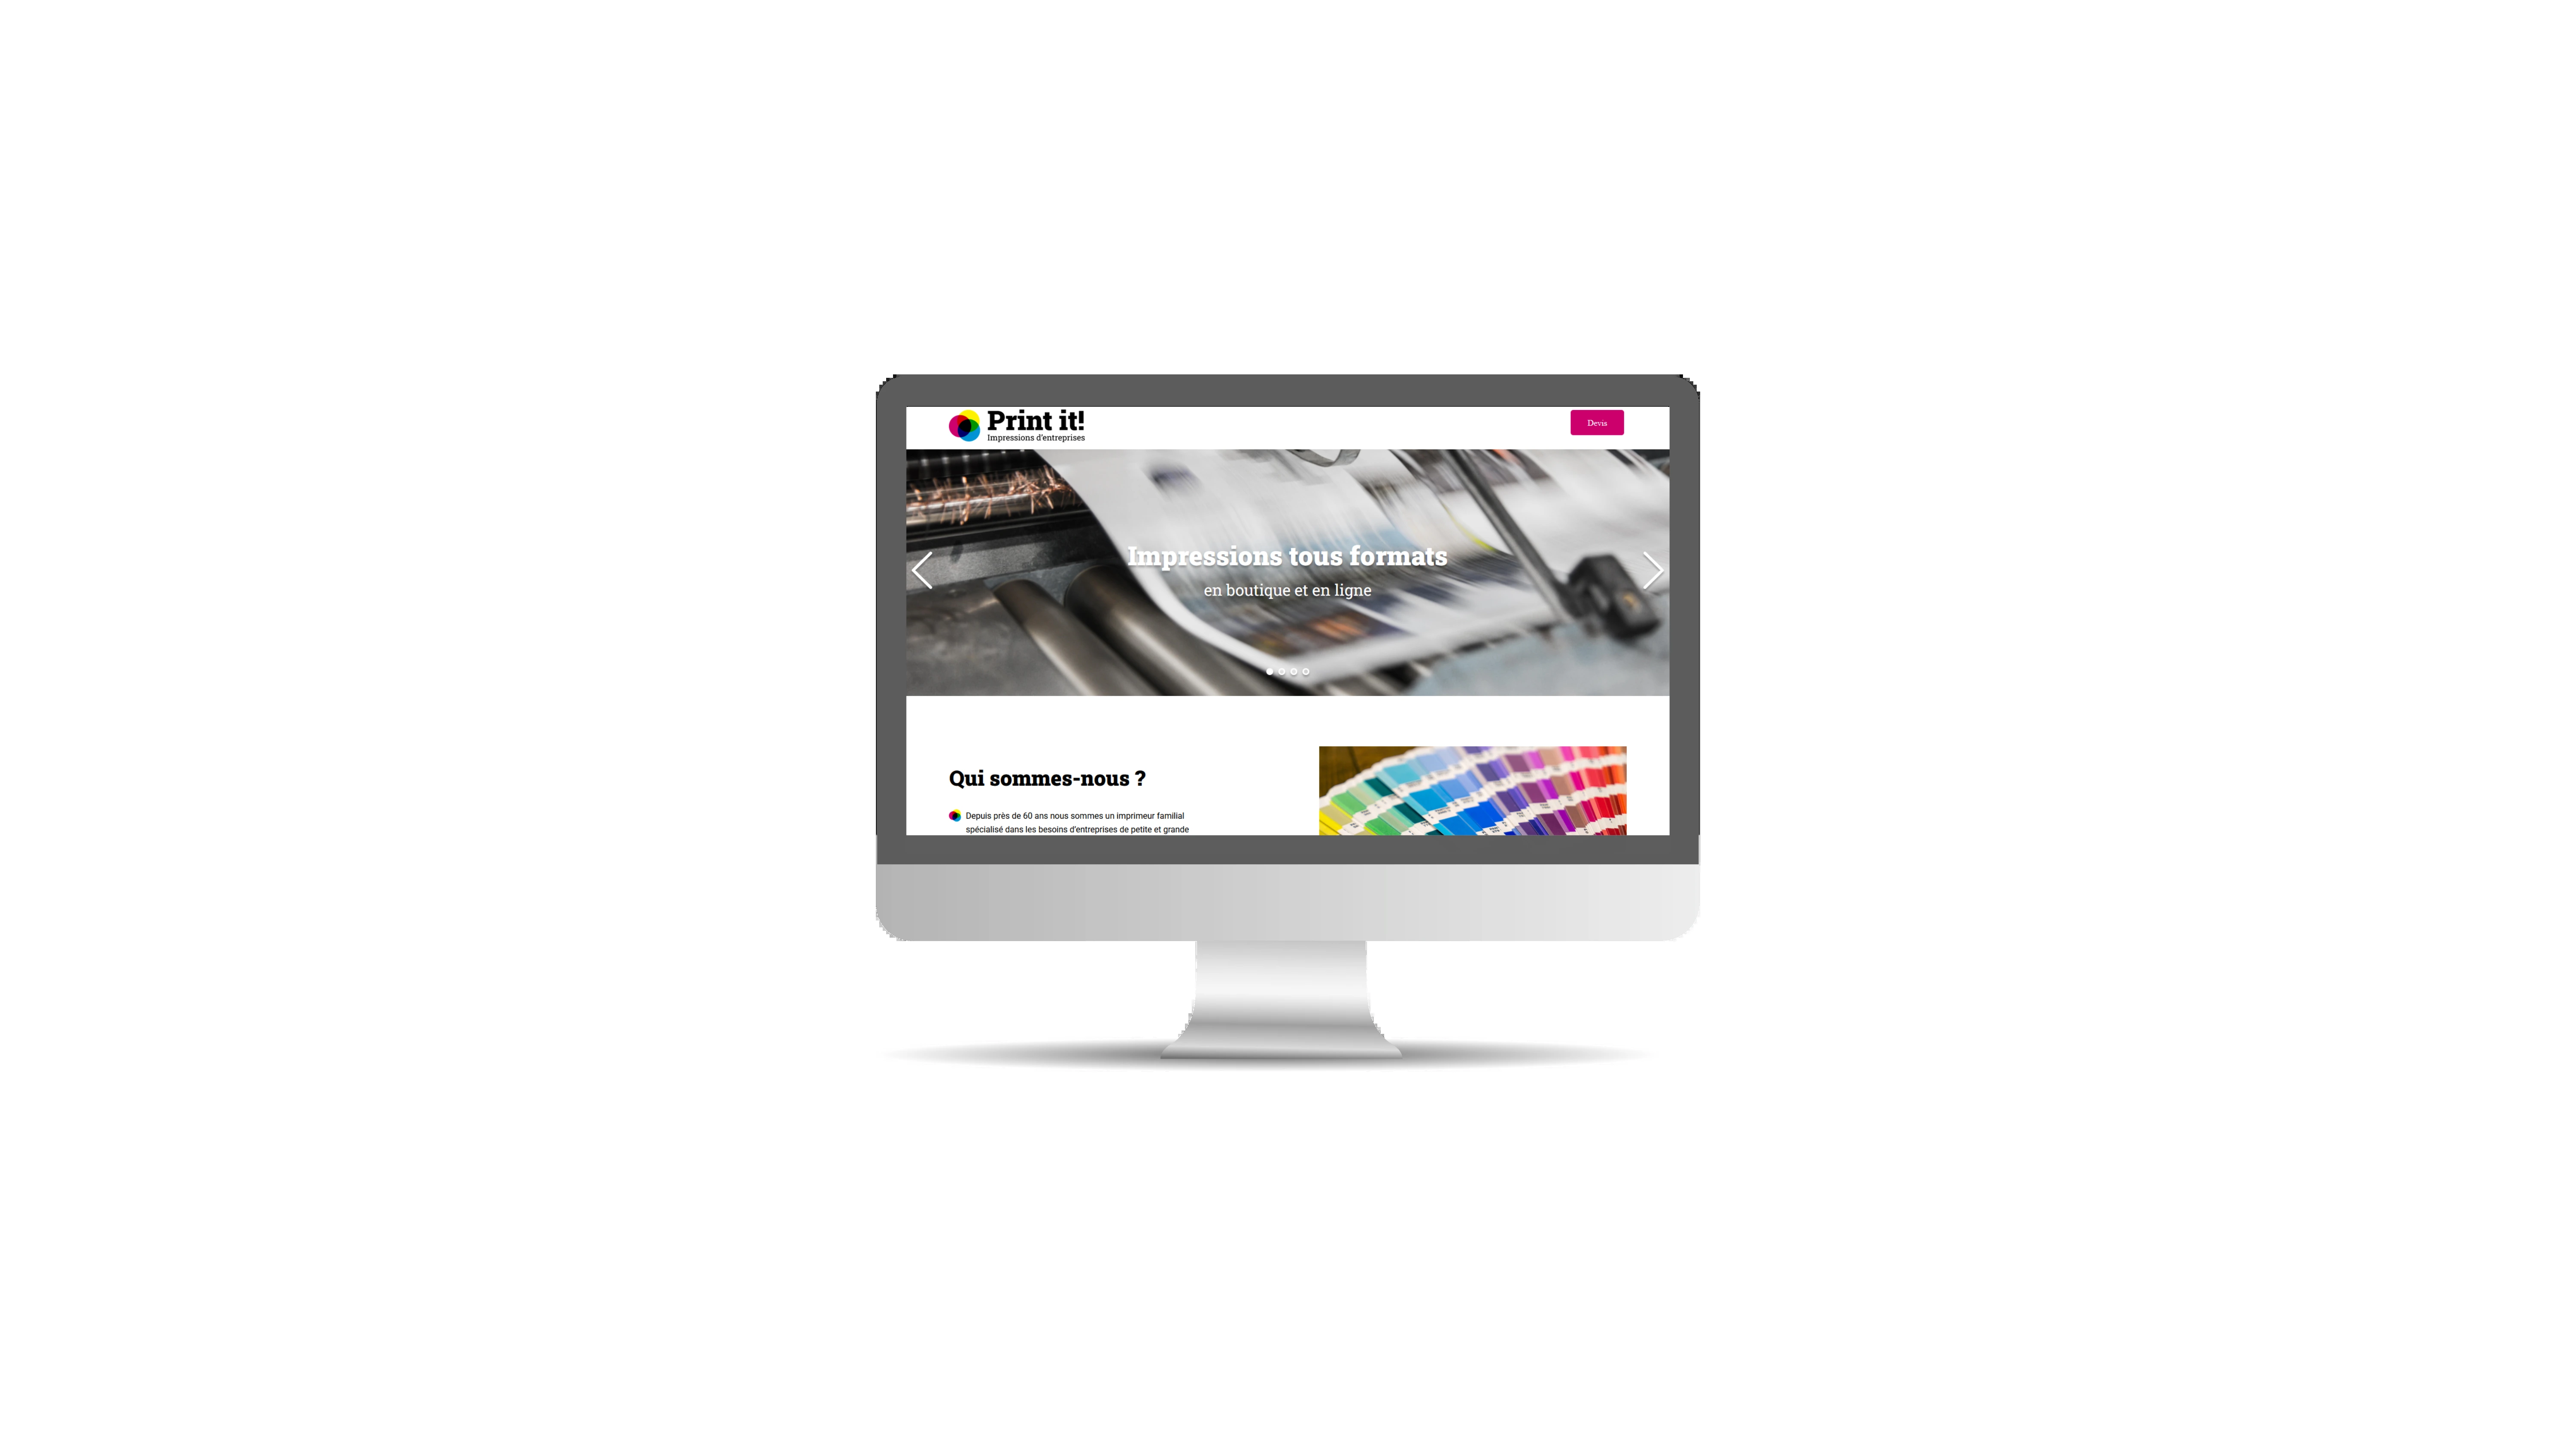 Print it!
Impressions d'entreprises
Devis
Impressions tous formats
en boutique et en ligne
Qui sommes-nous ?
Depuis près de 60 ans nous sommes un imprimeur familial
spécialisé dans les besoins d'entreprises de petite et grande